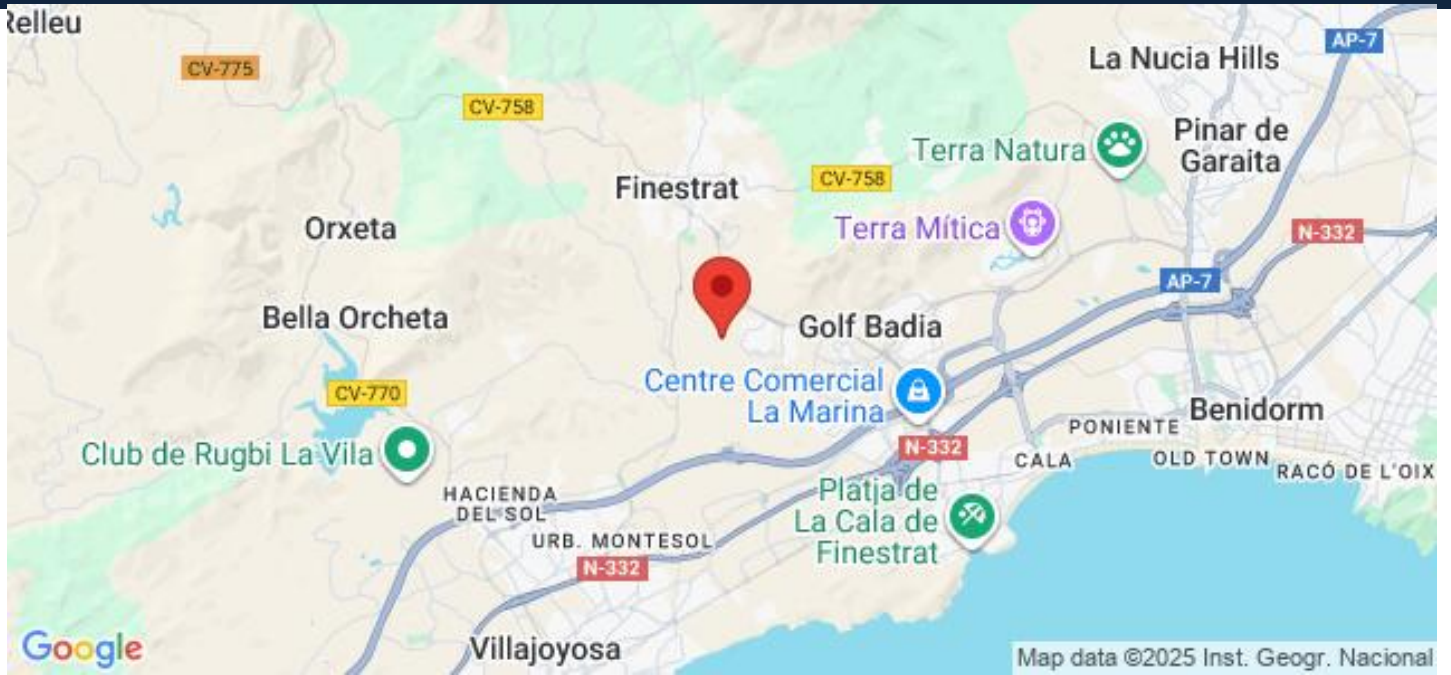 Relleu
CV-775
CV-758
La Nucia Hills
AP-7
Pinar de
Garaita
Terra Natura
Finestrat
CV-758
Orxeta
Terra Mítica
N-332
AP-7
Bella Orcheta
Golf Badia
Centre Comercial
La Marina
CV-770
Benidorm
PONIENTE
N-332
Club de Rugbi La Vila
CALA
OLD TOWN
RACÓ DE L'OIX
HACIENDA
DEL SOL
Platja de
La Cala de
Finestrat
URB. MONTESOL
N-332
Villajoyosa
Google
Map data ©2025 Inst. Geogr. Nacional